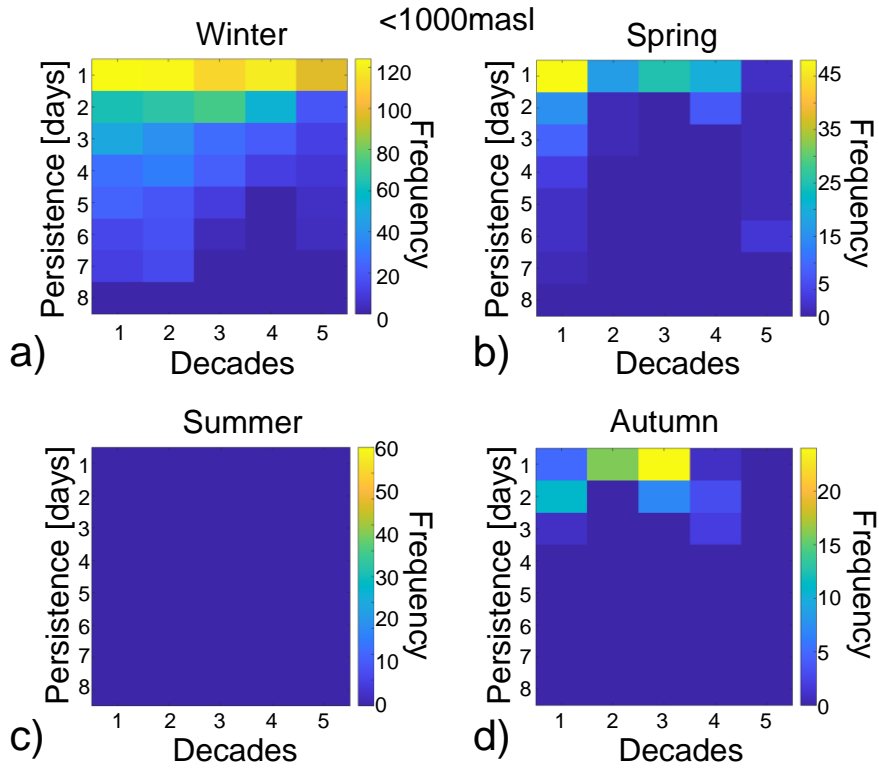 <1000masl
Winter
Persistence [days]
1
2
3
4
5
6
7
8
1 2 3 4 5
Decades
120
100
80
60
40
20
0
Frequency
a)
Spring
Persistence [days]
1
2
3
4
5
6
7
8
1 2 3 4 5
Decades
45
35
28
15
5
0
Frequency
b)
Summer
Persistence [days]
1
2
3
4
5
6
7
8
1 2 3 4 5
Decades
60
50
40
30
20
10
0
Frequency
c)
Autumn
Persistence [days]
1
2
3
4
5
6
7
8
1 2 3 4 5
Decades
20
15
10
5
0
Frequency
d)